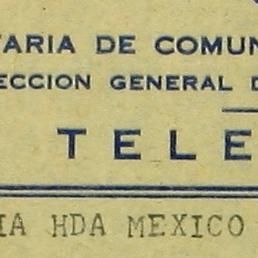 TARIA DE COMUN
ECCION GENERAL D
TELE
IA HDA MEXICO